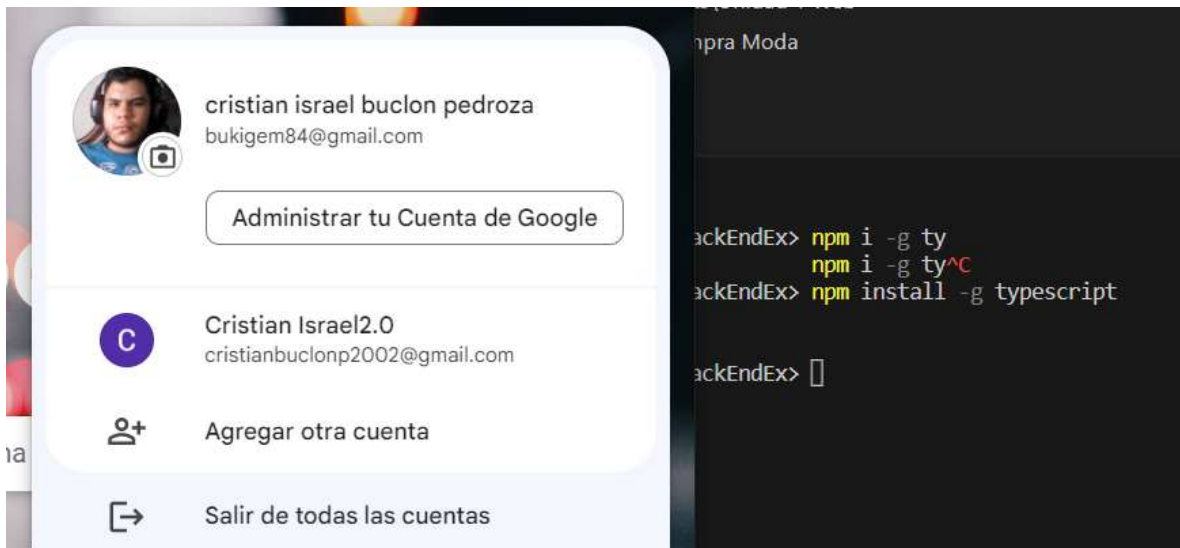 cristian israel buclon pedroza
bukigem84@gmail.com
Administrar tu Cuenta de Google
C
Cristian Israel2.0
cristianbuclonp2002@gmail.com
Agregar otra cuenta
Salir de todas las cuentas
npra Moda
ackEndEx> npm i -g ty
npm i -g ty^C
ackEndEx> npm install -g typescript
ackEndEx>